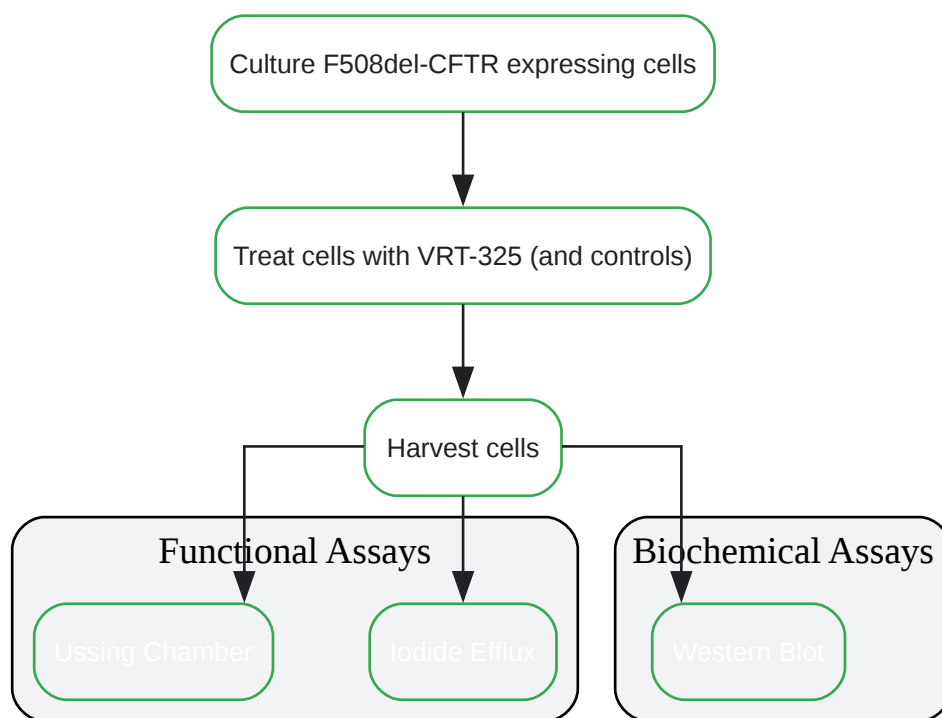 Culture F508del-CFTR expressing cells
Treat cells with VRT-325 (and controls)
Harvest cells
Functional Assays
Biochemical Assays
Ussing Chamber
Iodide Efflux
Western Blot